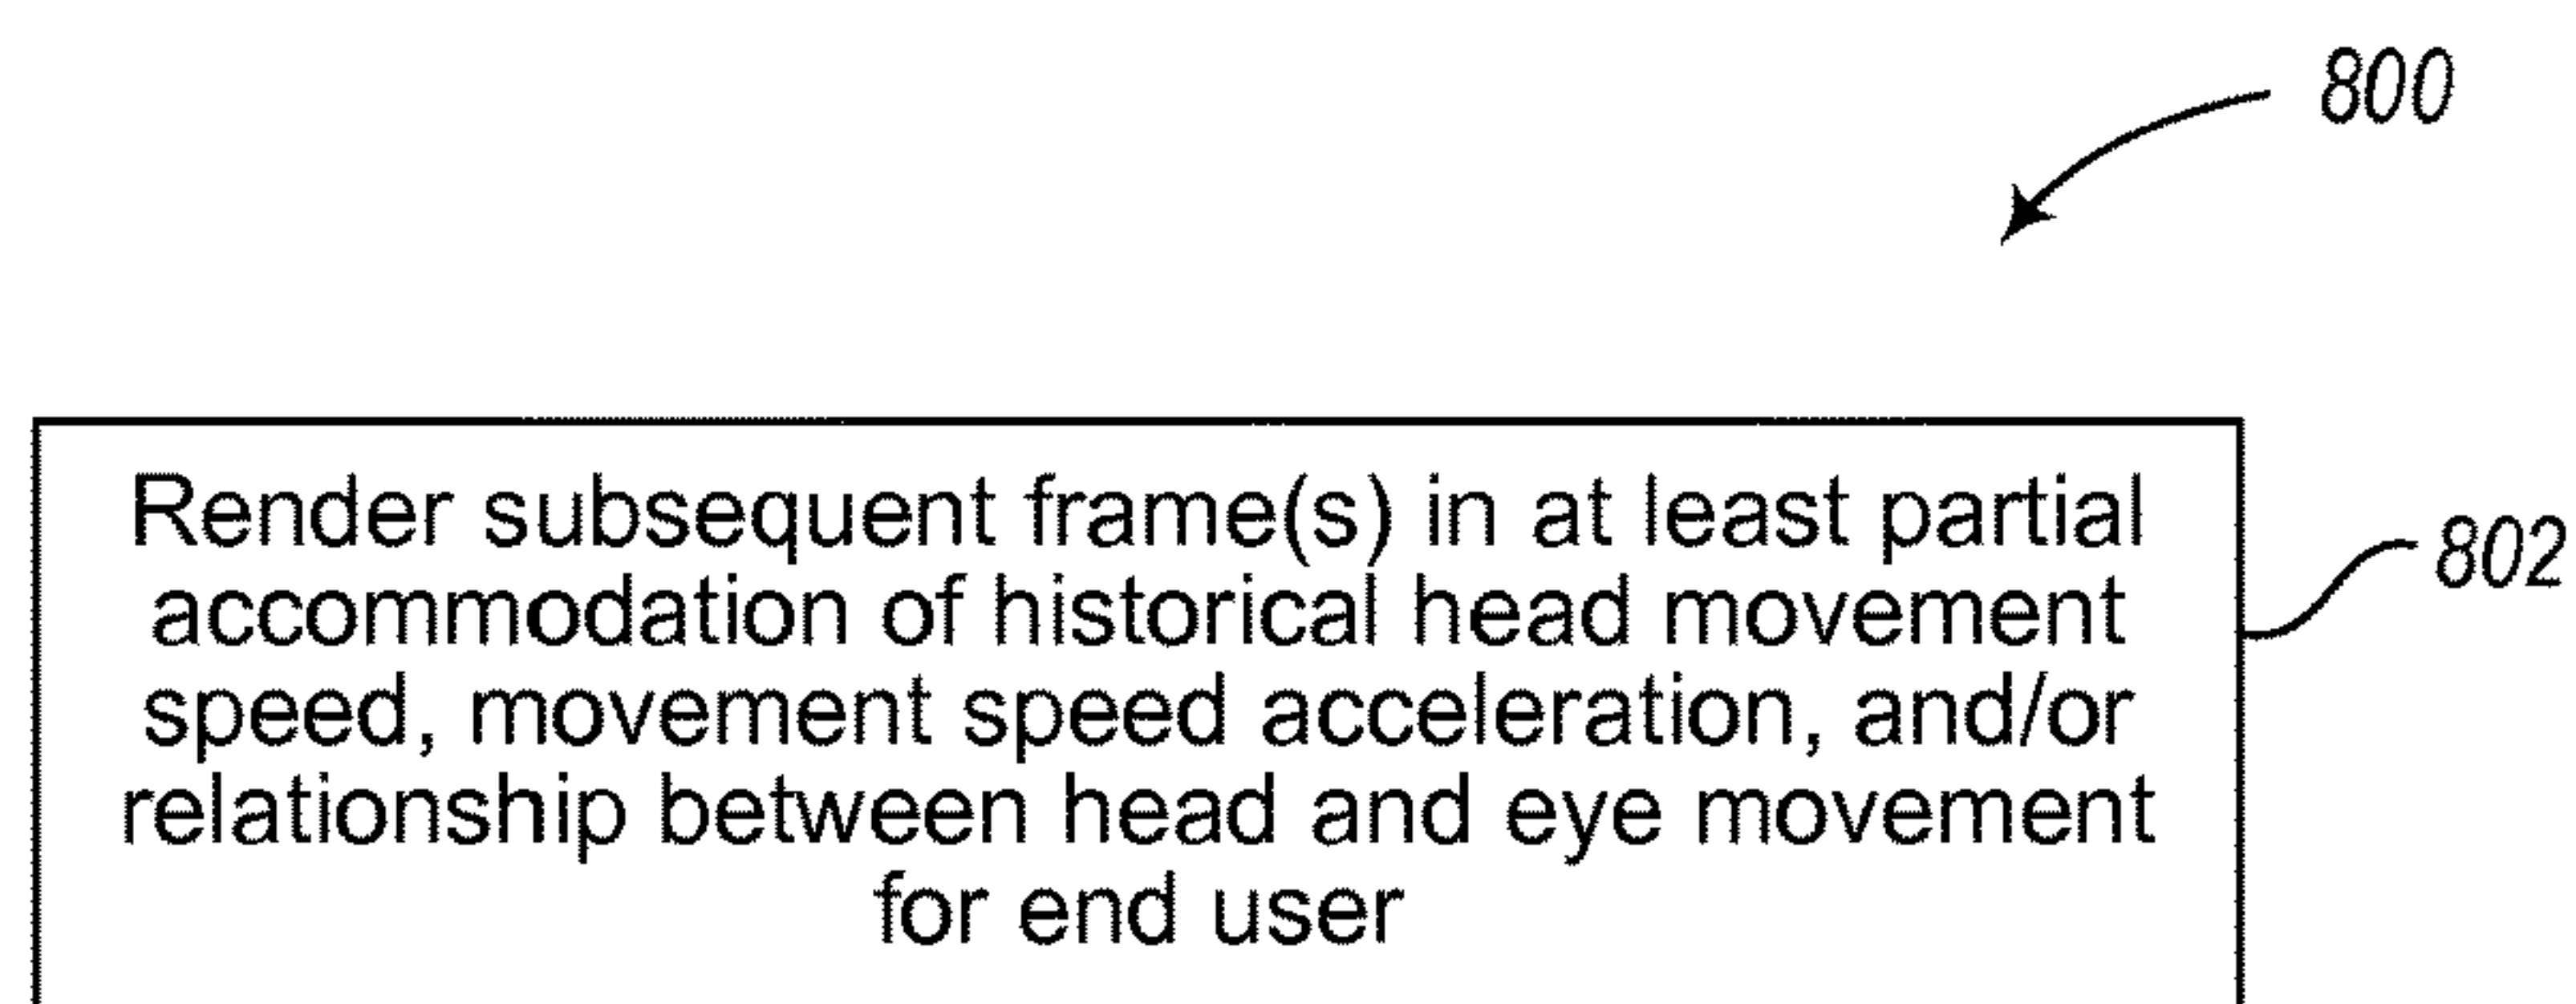 800
Render subsequent frame(s) in at least partial
accommodation of historical head movement
speed, movement speed acceleration, and/or
relationship between head and eye movement
for end user
802